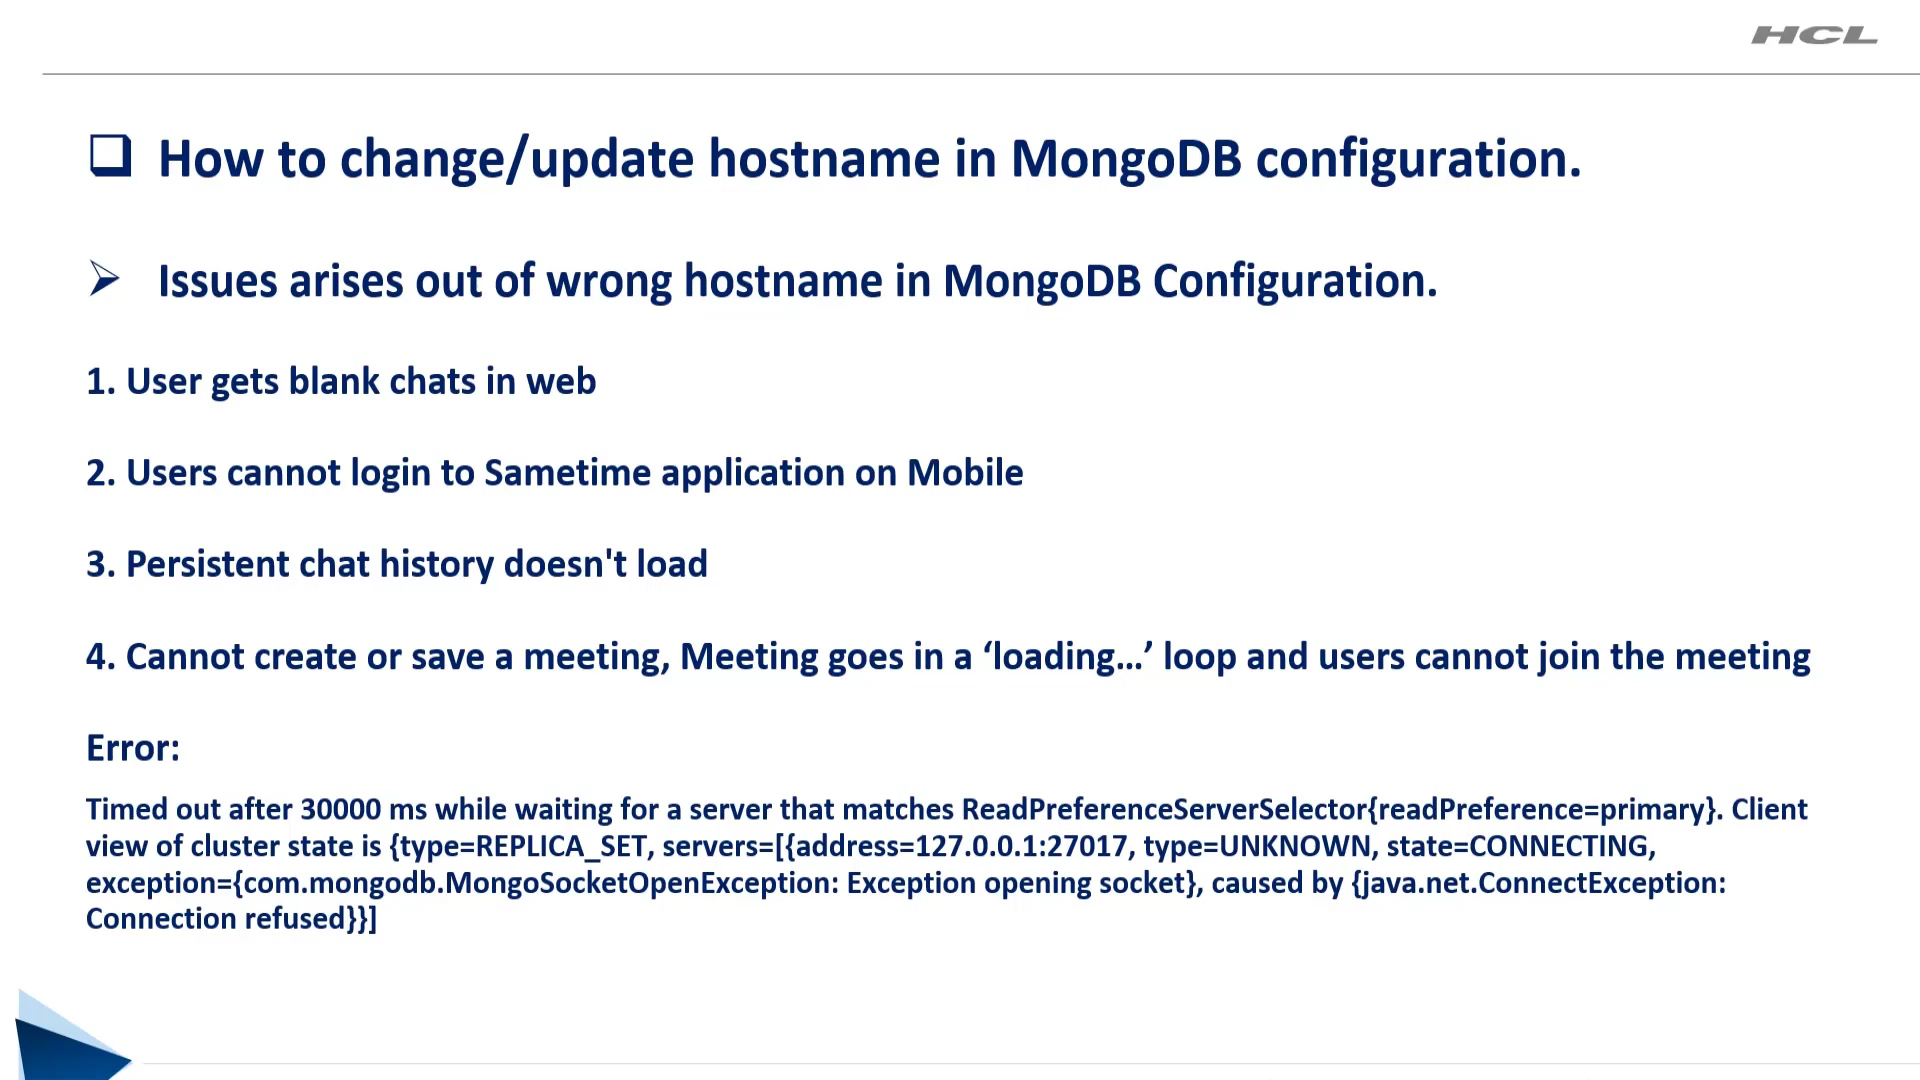 HCL
How to change/update hostname in MongoDB configuration.
Issues arises out of wrong hostname in MongoDB Configuration.
1. User gets blank chats in web
2. Users cannot login to Sametime application on Mobile
3. Persistent chat history doesn't load
4. Cannot create or save a meeting, Meeting goes in a ‘loading…’ loop and users cannot join the meeting
Error:
Timed out after 30000 ms while waiting for a server that matches ReadPreferenceServerSelector{readPreference=primary}. Client
view of cluster state is {type=REPLICA_SET, servers=[{address=127.0.0.1:27017, type=UNKNOWN, state=CONNECTING,
exception={com.mongodb.MongoSocketOpenException: Exception opening socket}, caused by {java.net.ConnectException:
Connection refused}}]